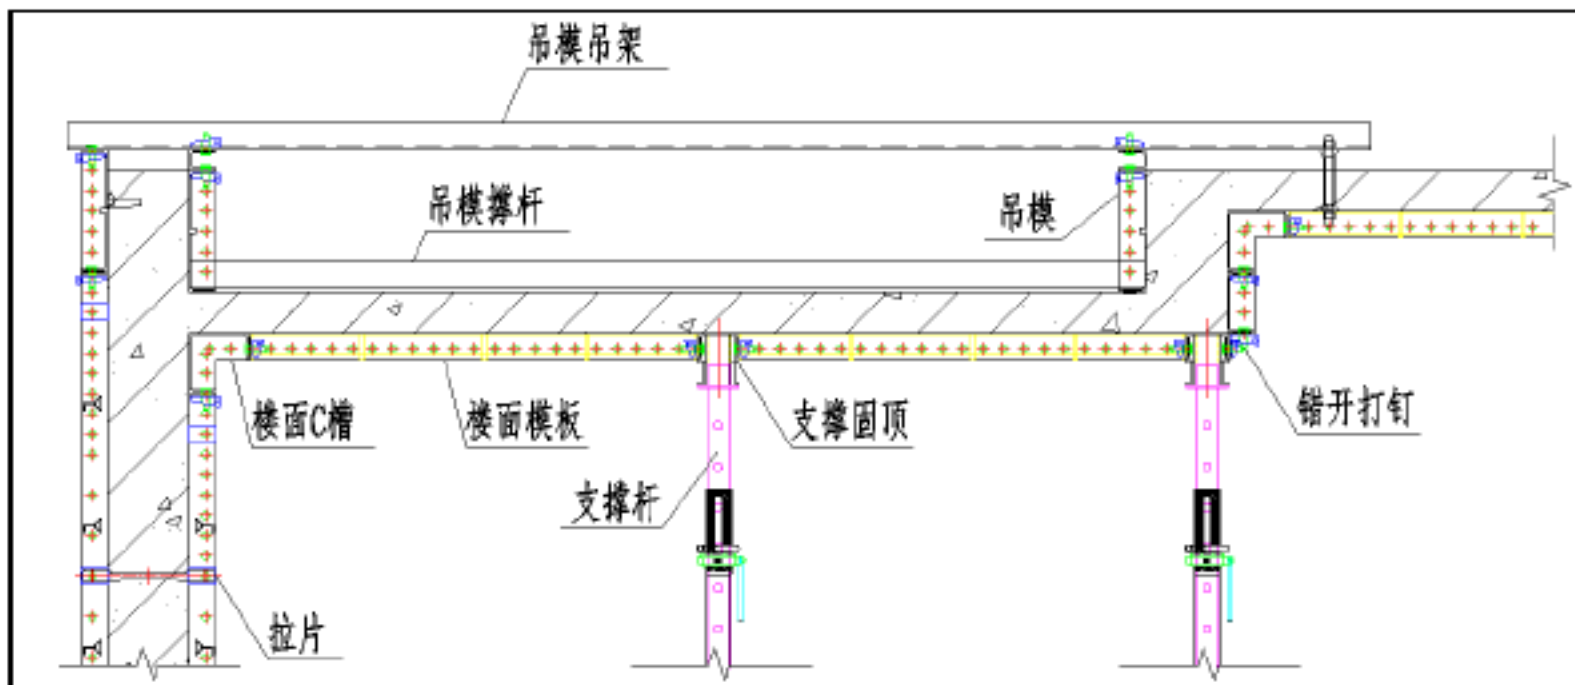 吊模吊架
吊模撑杆
吊模
楼面C槽
楼面模板
支撑固顶
错开打钉
支撑杆
拉片